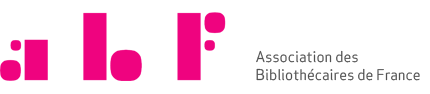 abf
Association des
Bibliothécaires de France